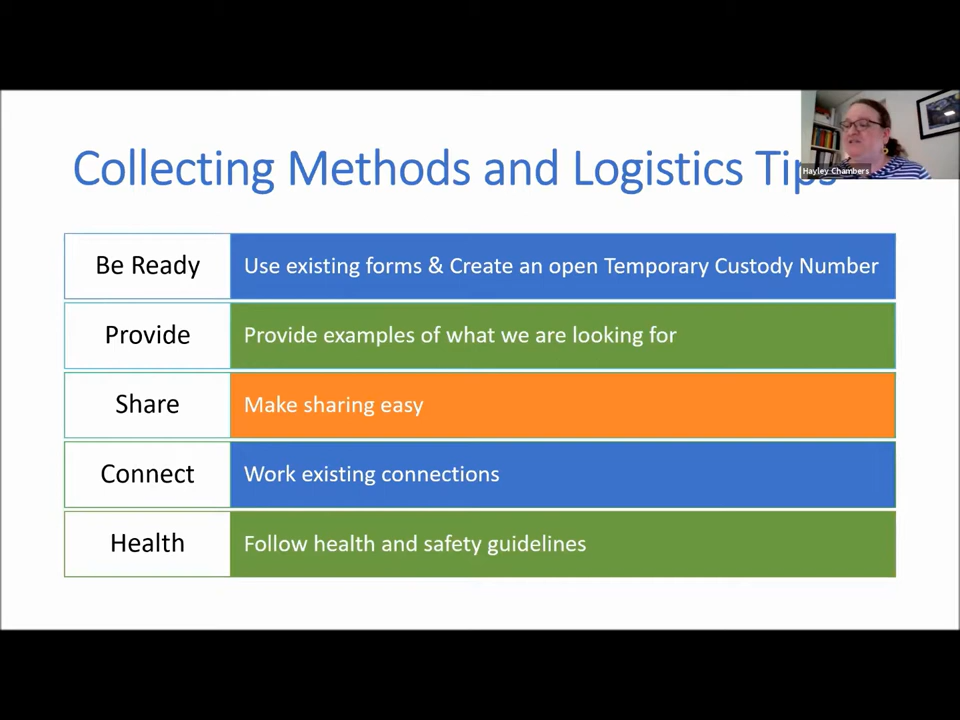 Collecting Methods and Logistics Tips
Hayley Chambers
Be Ready
Use existing forms & Create an open Temporary Custody Number
Provide
Provide examples of what we are looking for
Share
Make sharing easy
Connect
Work existing connections
Health
Follow health and safety guidelines